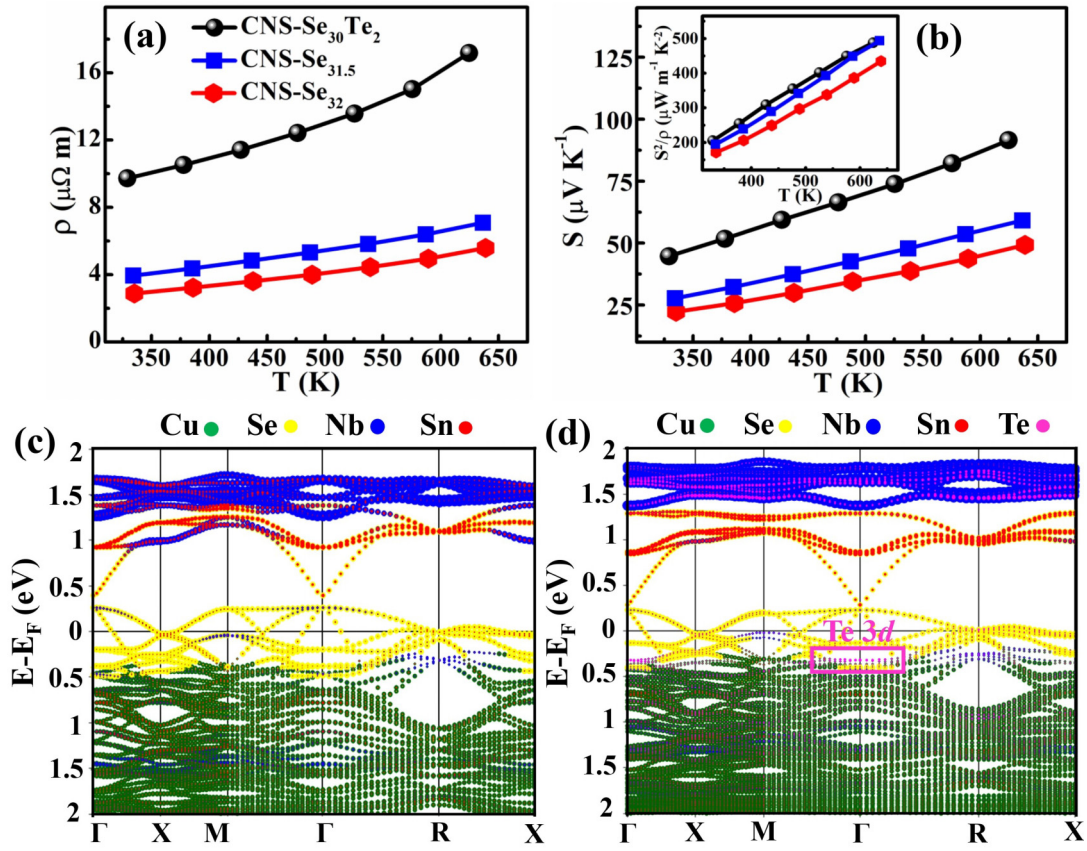 (a)
CNS-Se₃₀Te₂
CNS-Se₃₁.₅
CNS-Se₃₂
ρ (μΩ m)
16
12
8
4
0
350 400 450 500 550 600 650
T (K)
(b)
S²/ρ (μW m⁻¹ K⁻²)
500
400
300
200
400 500 600
T (K)
S (μV K⁻¹)
125
100
75
50
25
350 400 450 500 550 600 650
T (K)
(c)
Cu Se Nb Sn
E-E_F (eV)
2
1.5
1
0.5
0
0.5
1
1.5
2
Γ X M Γ R X
(d)
Cu Se Nb Sn Te
E-E_F (eV)
2
1.5
1
0.5
0
0.5
1
1.5
2
Te 3d
Γ X M Γ R X